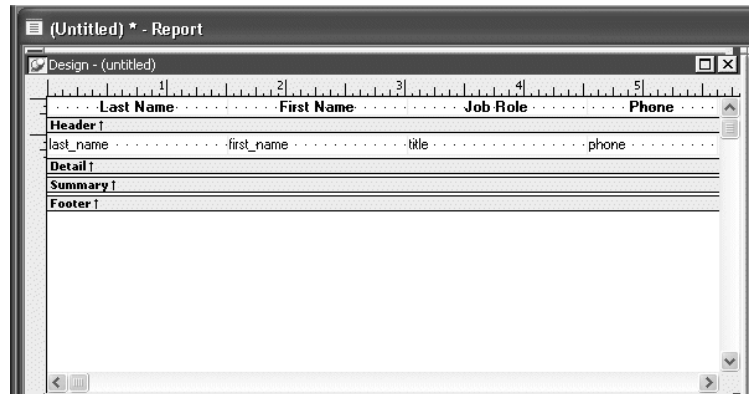 (Untitled) * - Report
Design - (untitled)
1 2 3 4 5
Last Name First Name Job Role Phone
Header ↑
last_name first_name title phone
Detail ↑
Summary ↑
Footer ↑